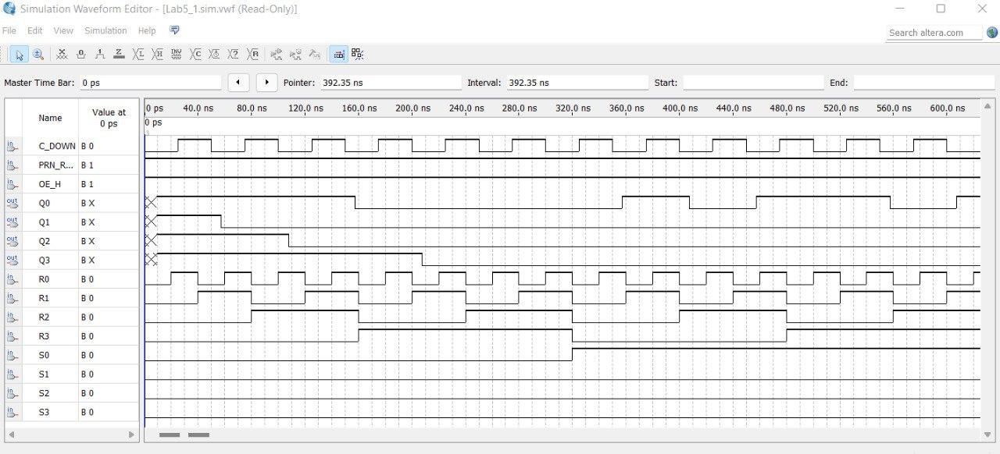 Simulation Waveform Editor - [Lab5_1.sim.vwf (Read-Only)]
File Edit View Simulation Help
Search altera.com
Master Time Bar: 0 ps Pointer: 392.35 ns Interval: 392.35 ns Start: End:
Name Value at 0 ps
0 ps 40.0 ns 80.0 ns 120.0 ns 160.0 ns 200.0 ns 240.0 ns 280.0 ns 320.0 ns 360.0 ns 400.0 ns 440.0 ns 480.0 ns 520.0 ns 560.0 ns 600.0 ns
0 ps
C_DOWN B 0
PRN_R... B 1
OE_H B 1
Q0 B X
Q1 B X
Q2 B X
Q3 B X
R0 B 0
R1 B 0
R2 B 0
R3 B 0
S0 B 0
S1 B 0
S2 B 0
S3 B 0